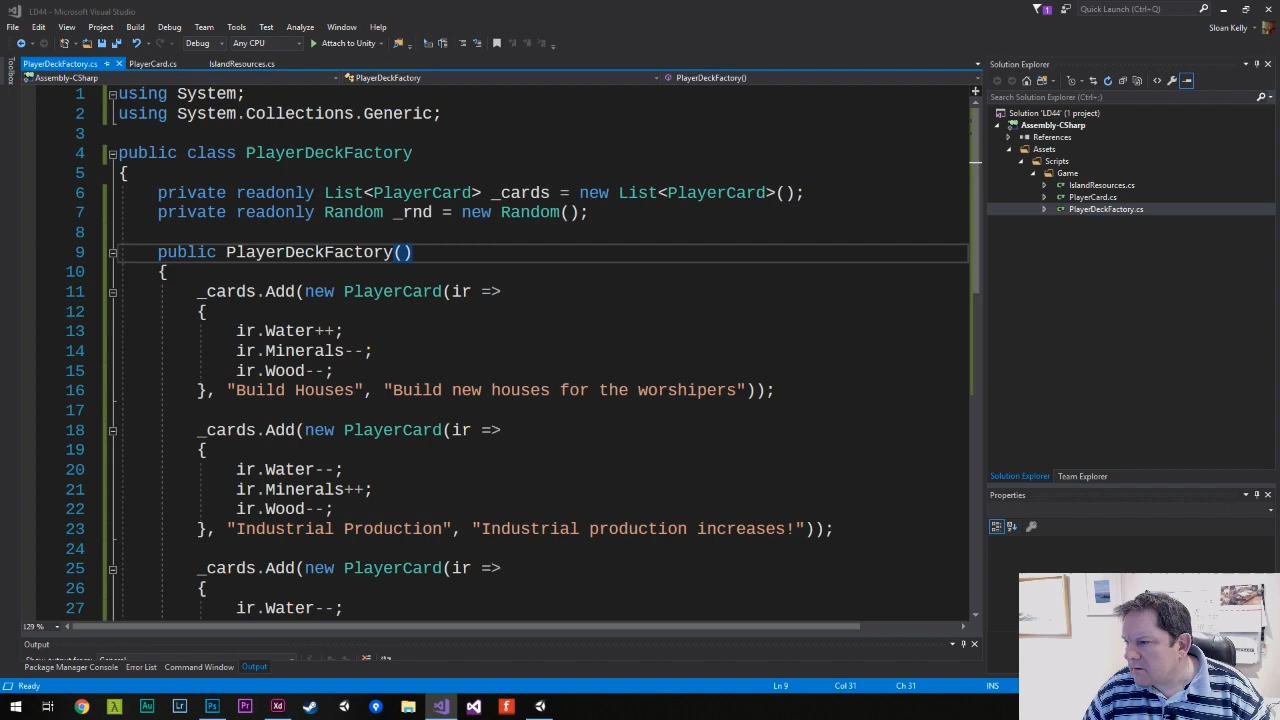 LD44 - Microsoft Visual Studio
1
Quick Launch (Ctrl+Q)
File Edit View Project Build Debug Team Tools Test Analyze Window Help
Sloan Kelly
Debug Any CPU Attach to Unity
PlayerDeckFactory.cs PlayerCard.cs IslandResources.cs
Solution Explorer
Toolbox
Assembly-CSharp PlayerDeckFactory PlayerDeckFactory()
Search Solution Explorer (Ctrl+;)
Solution 'LD44' (1 project)
Assembly-CSharp
References
Assets
Scripts
Game
IslandResources.cs
PlayerCard.cs
PlayerDeckFactory.cs
1 using System;
2 using System.Collections.Generic;
3
4 public class PlayerDeckFactory
5 {
6 private readonly List<PlayerCard> _cards = new List<PlayerCard>();
7 private readonly Random _rnd = new Random();
8
9 public PlayerDeckFactory()
10 {
11 _cards.Add(new PlayerCard(ir =>
12 {
13 ir.Water++;
14 ir.Minerals--;
15 ir.Wood--;
16 }, "Build Houses", "Build new houses for the worshipers"));
17
18 _cards.Add(new PlayerCard(ir =>
19 {
20 ir.Water--;
21 ir.Minerals++;
22 ir.Wood--;
23 }, "Industrial Production", "Industrial production increases!"));
24
25 _cards.Add(new PlayerCard(ir =>
26 {
27 ir.Water--;
Solution Explorer Team Explorer
Properties
129 %
Output
Show output from: General
Package Manager Console Error List Command Window Output
Ready Ln 9 Col 31 Ch 31 INS